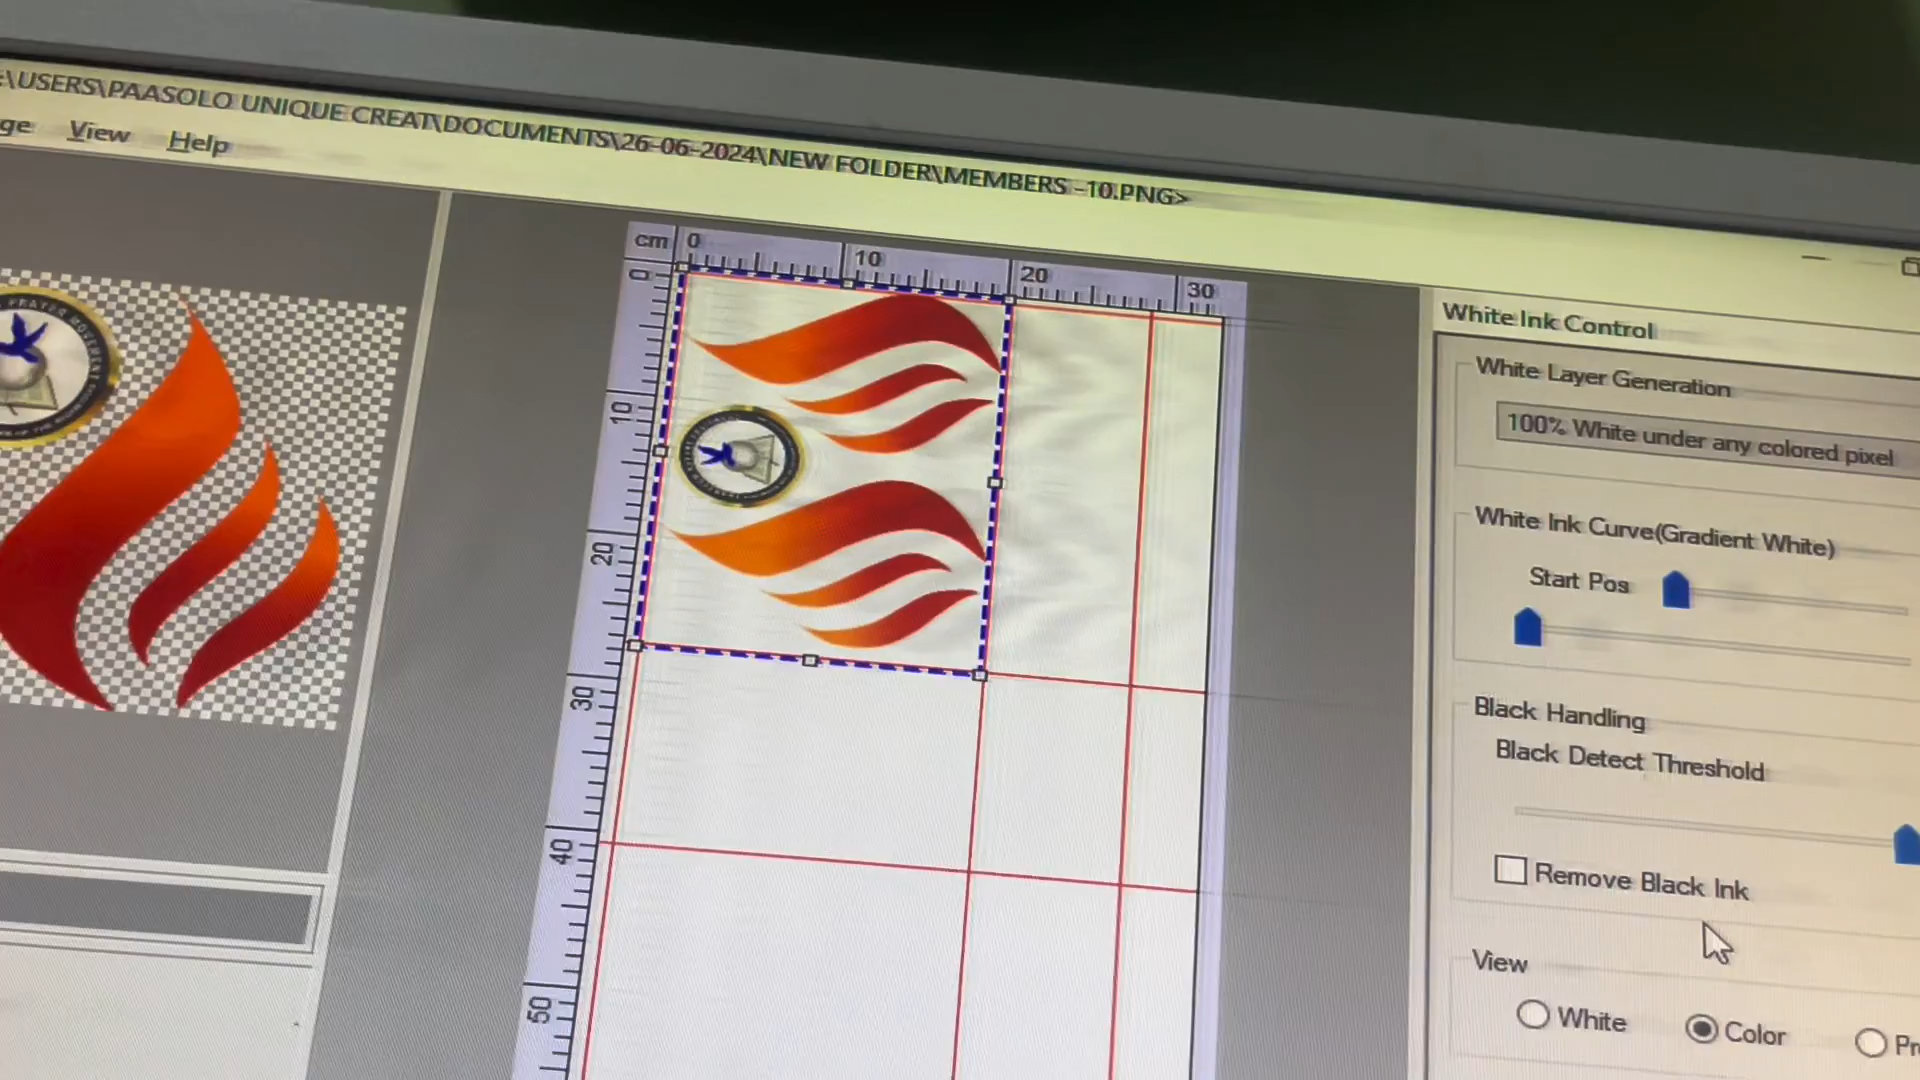 :\USERS\PAASOLO UNIQUE CREAT\DOCUMENTS\26-06-2024\NEW FOLDER\MEMBERS -10.PNG>
ge View Help
cm 0 10 20 30
0
10
20
30
40
50
PRAYER MOVEMENT
White Ink Control
White Layer Generation
100% White under any colored pixel
White Ink Curve(Gradient White)
Start Pos
Black Handling
Black Detect Threshold
Remove Black Ink
View
White Color Pr